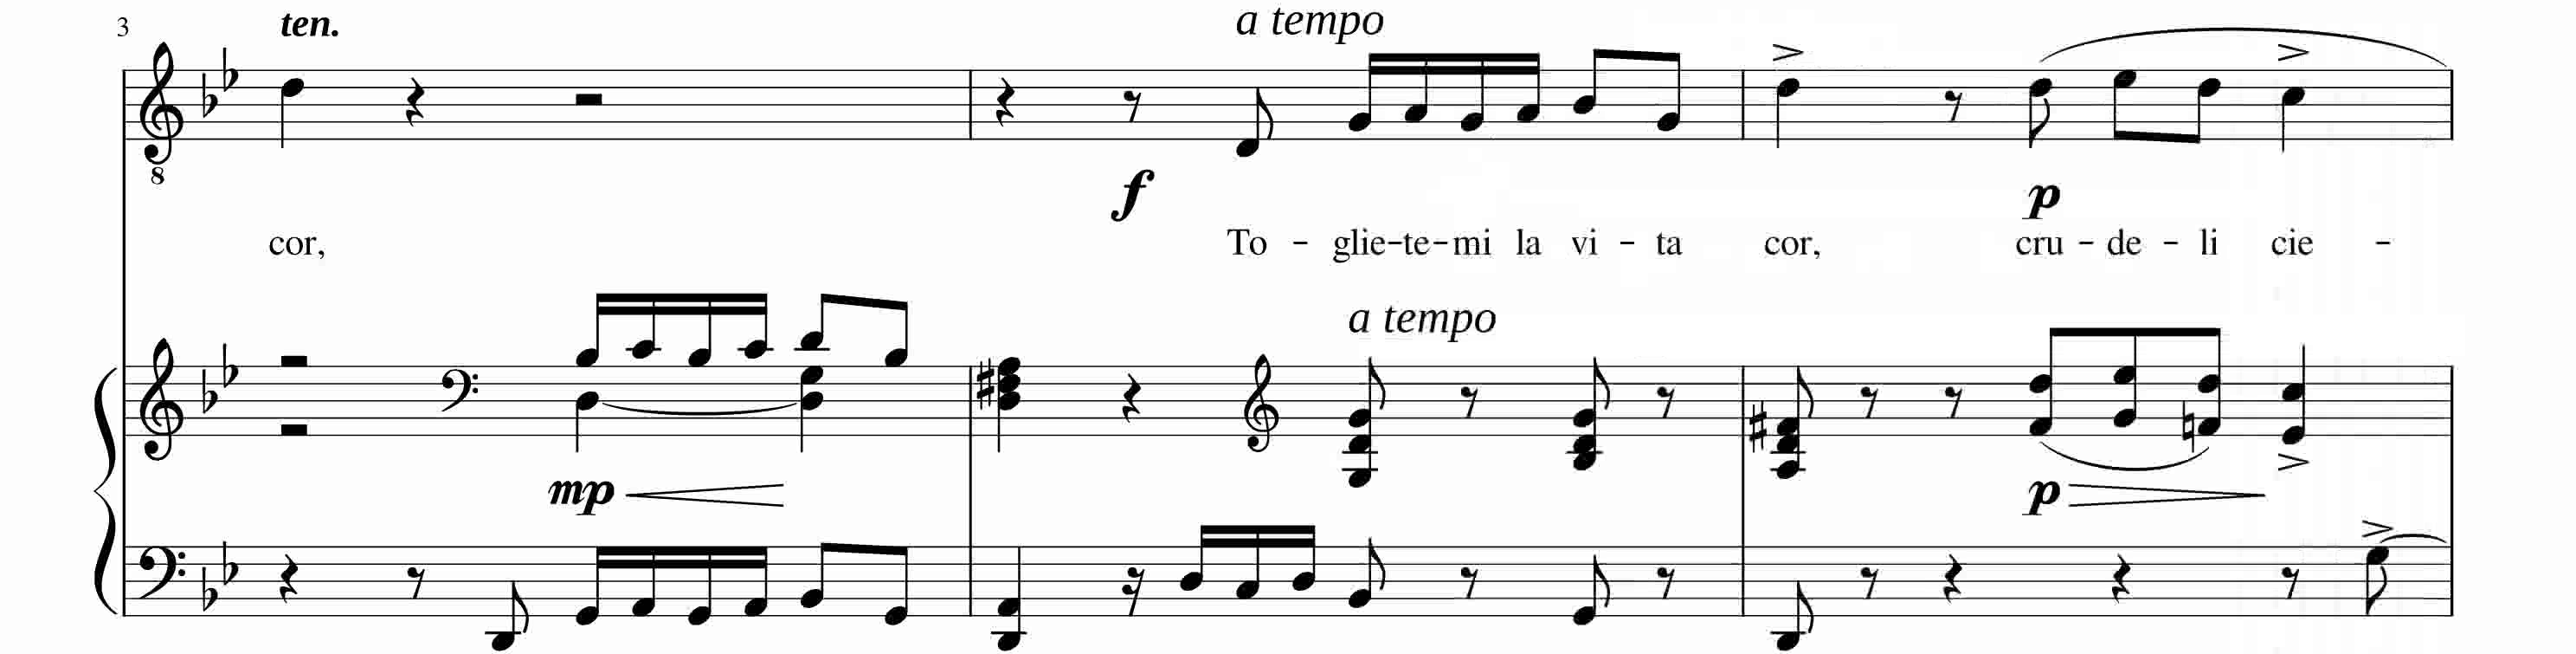 3 ten. a tempo
8
f p
cor, To - glie-te-mi la vi - ta cor, cru - de - li cie -
a tempo
mp p